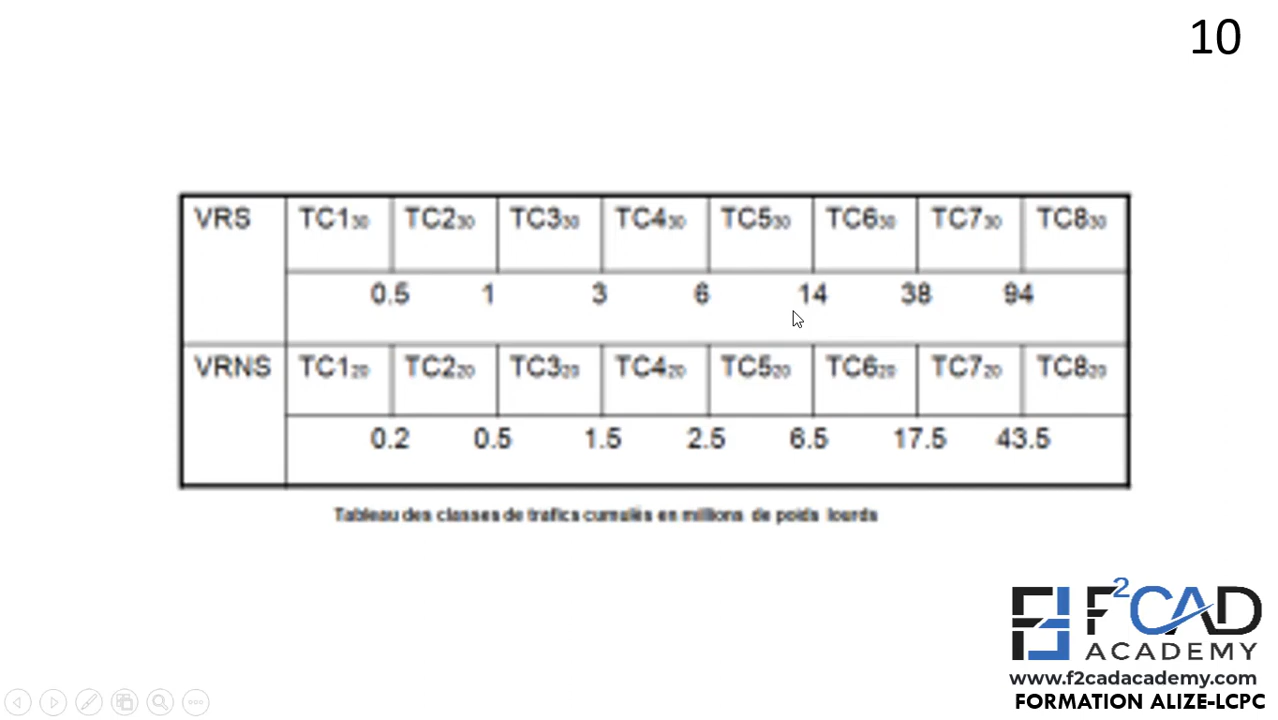 10
VRS TC1₃₀ TC2₃₀ TC3₃₀ TC4₃₀ TC5₃₀ TC6₃₀ TC7₃₀ TC8₃₀
0.5 1 3 6 14 38 94
VRNS TC1₂₀ TC2₂₀ TC3₂₀ TC4₂₀ TC5₂₀ TC6₂₀ TC7₂₀ TC8₂₀
0.2 0.5 1.5 2.5 6.5 17.5 43.5
Tableau des classes de trafics cumulés en millions de poids lourds
F²CAD
ACADEMY
www.f2cadacademy.com
FORMATION ALIZE-LCPC